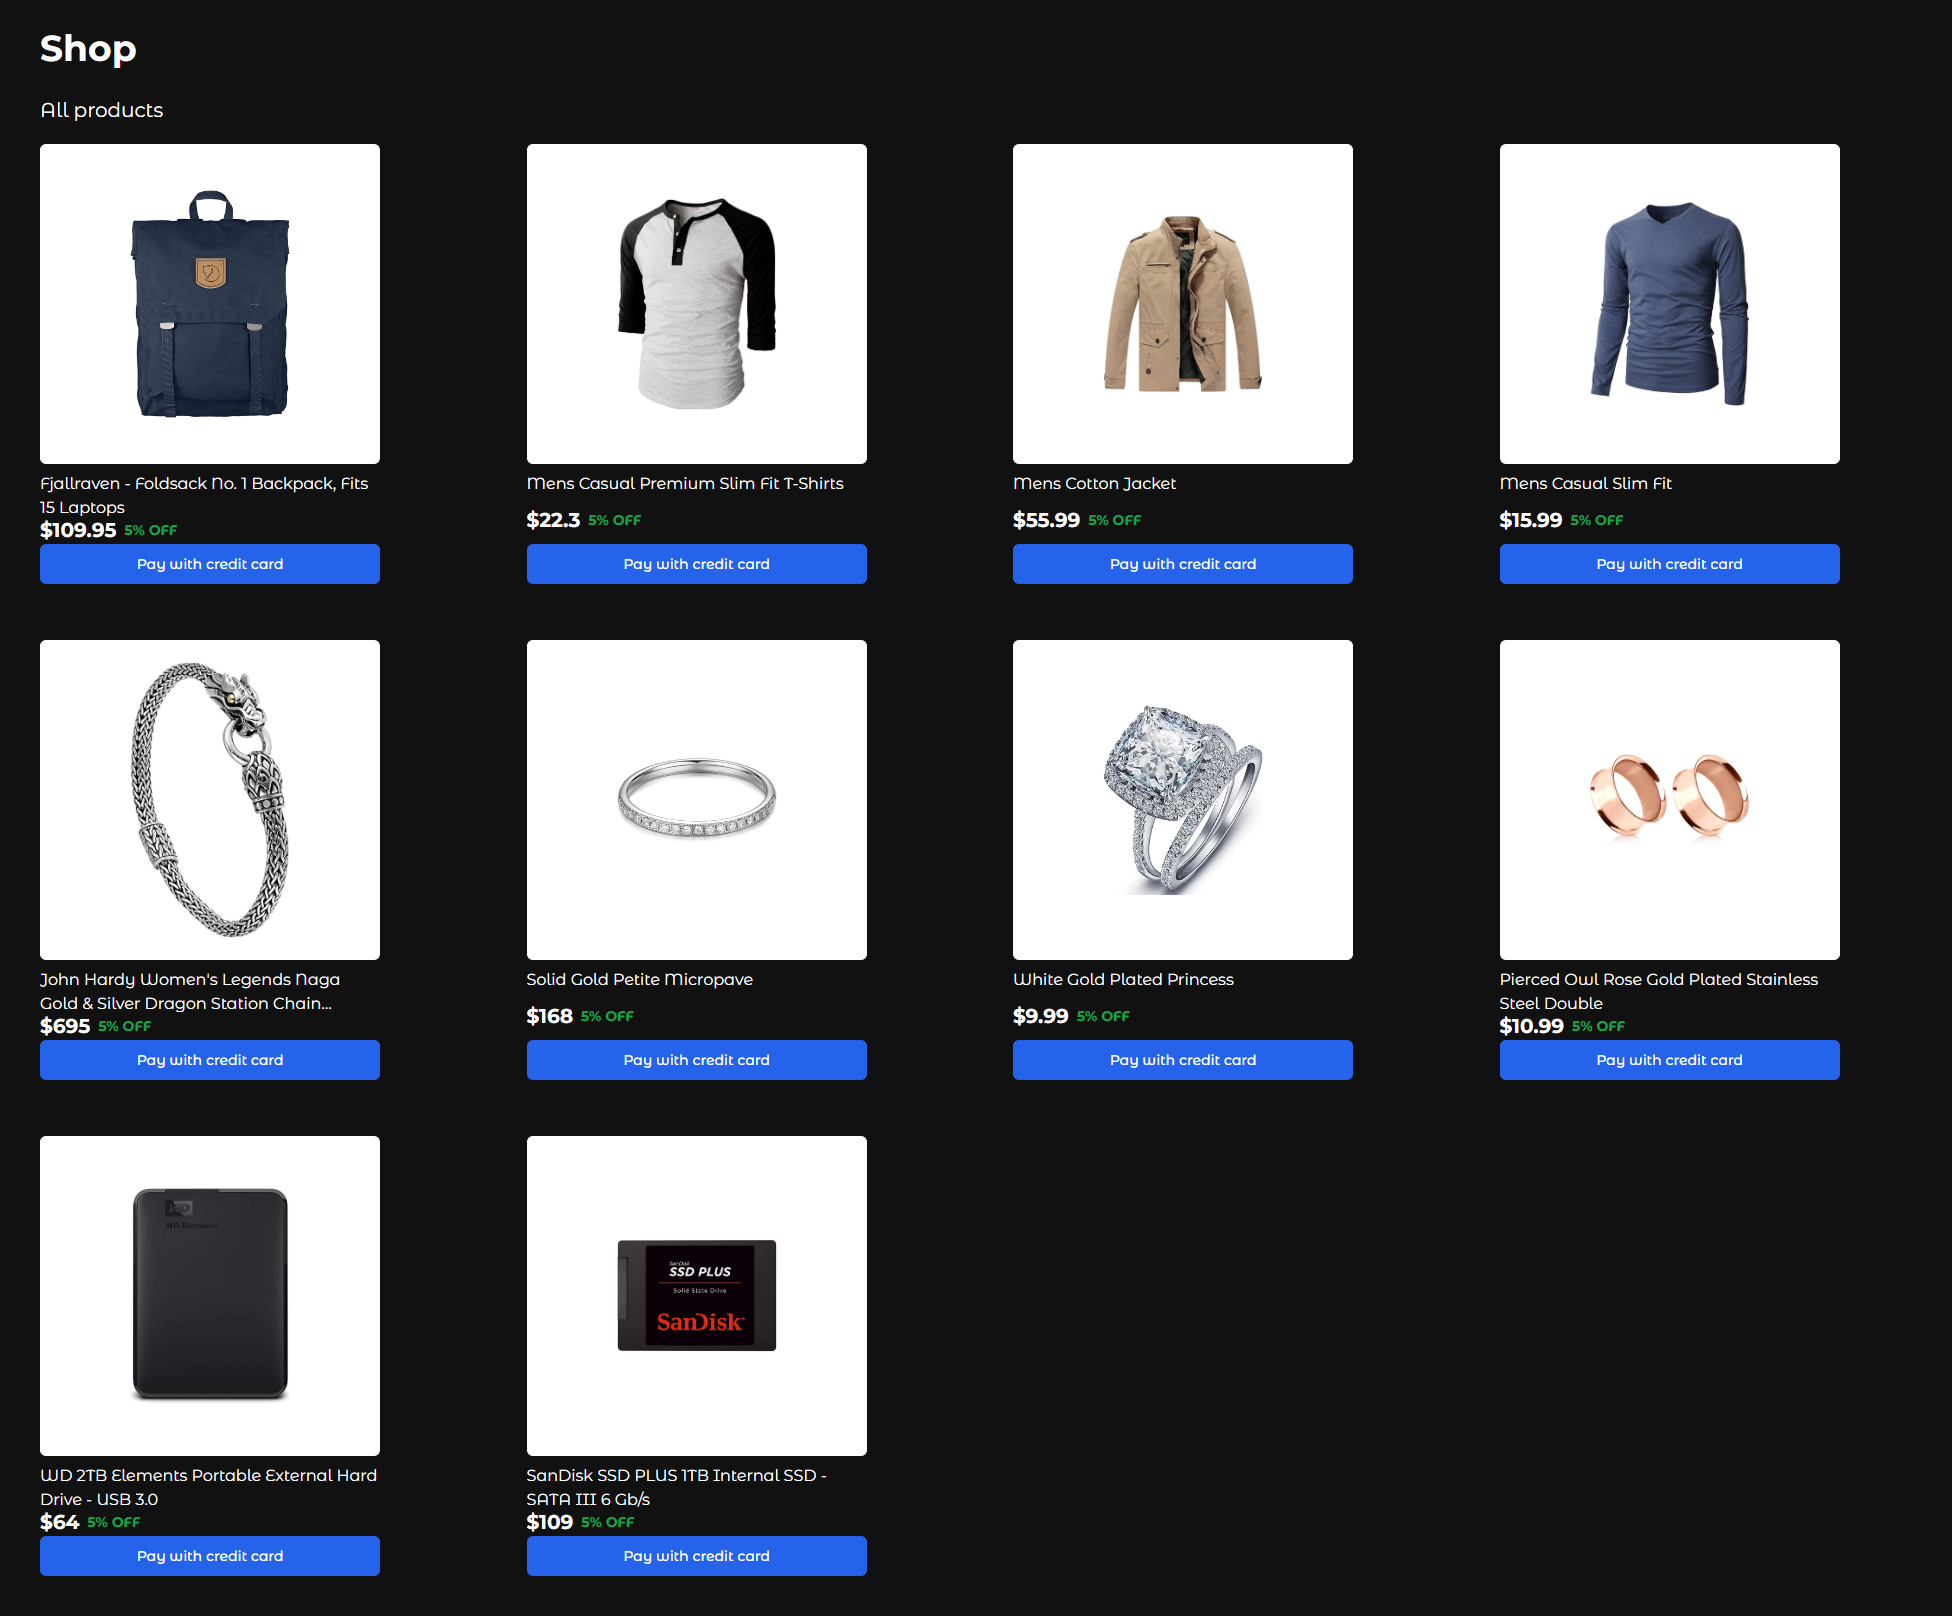 Shop
All products
Fjallraven - Foldsack No. 1 Backpack, Fits
15 Laptops
$109.95 5% OFF
Pay with credit card
Mens Casual Premium Slim Fit T-Shirts
$22.3 5% OFF
Pay with credit card
Mens Cotton Jacket
$55.99 5% OFF
Pay with credit card
Mens Casual Slim Fit
$15.99 5% OFF
Pay with credit card
John Hardy Women's Legends Naga
Gold & Silver Dragon Station Chain...
$695 5% OFF
Pay with credit card
Solid Gold Petite Micropave
$168 5% OFF
Pay with credit card
White Gold Plated Princess
$9.99 5% OFF
Pay with credit card
Pierced Owl Rose Gold Plated Stainless
Steel Double
$10.99 5% OFF
Pay with credit card
WD
WD Elements
WD 2TB Elements Portable External Hard
Drive - USB 3.0
$64 5% OFF
Pay with credit card
SanDisk
SSD PLUS
Solid State Drive
SanDisk
SanDisk SSD PLUS 1TB Internal SSD -
SATA III 6 Gb/s
$109 5% OFF
Pay with credit card